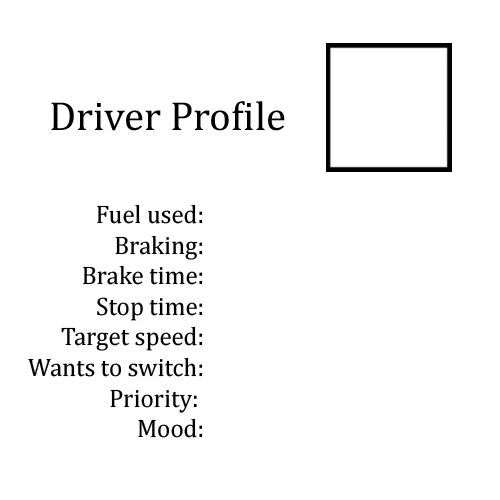 Driver Profile
Fuel used:
Braking:
Brake time:
Stop time:
Target speed:
Wants to switch:
Priority:
Mood: